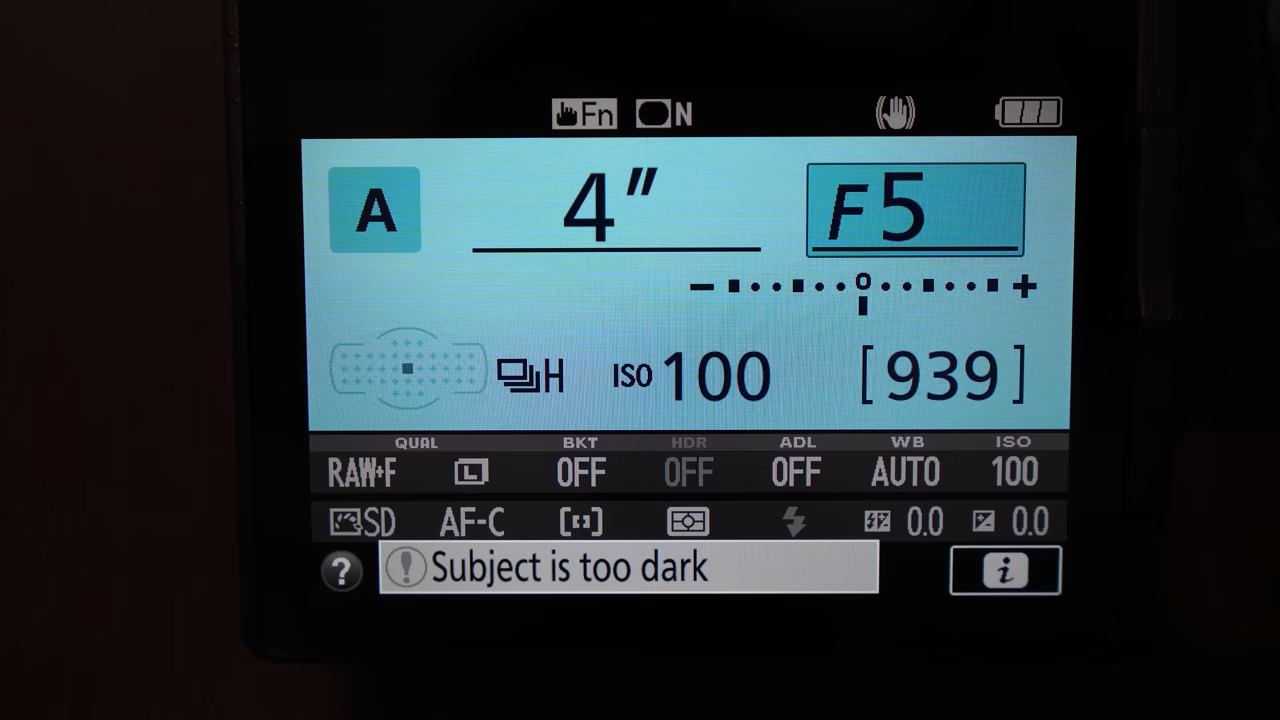 Fn N
A 4" F5
- 0 +
H ISO 100 [939]
QUAL BKT HDR ADL WB ISO
RAW+F L OFF OFF OFF AUTO 100
SD AF-C [ ] 0.0 0.0
? ! Subject is too dark i